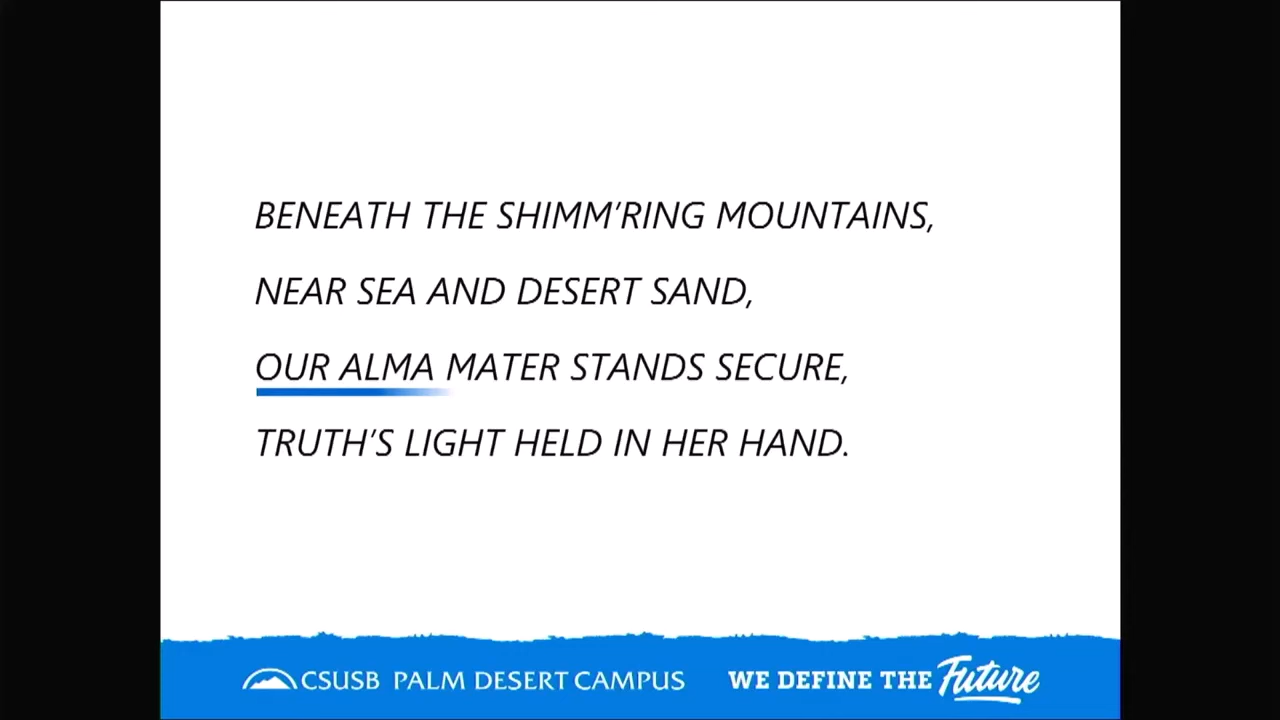 BENEATH THE SHIMM’RING MOUNTAINS,
NEAR SEA AND DESERT SAND,
OUR ALMA MATER STANDS SECURE,
TRUTH’S LIGHT HELD IN HER HAND.
CSUSB PALM DESERT CAMPUS
WE DEFINE THE Future